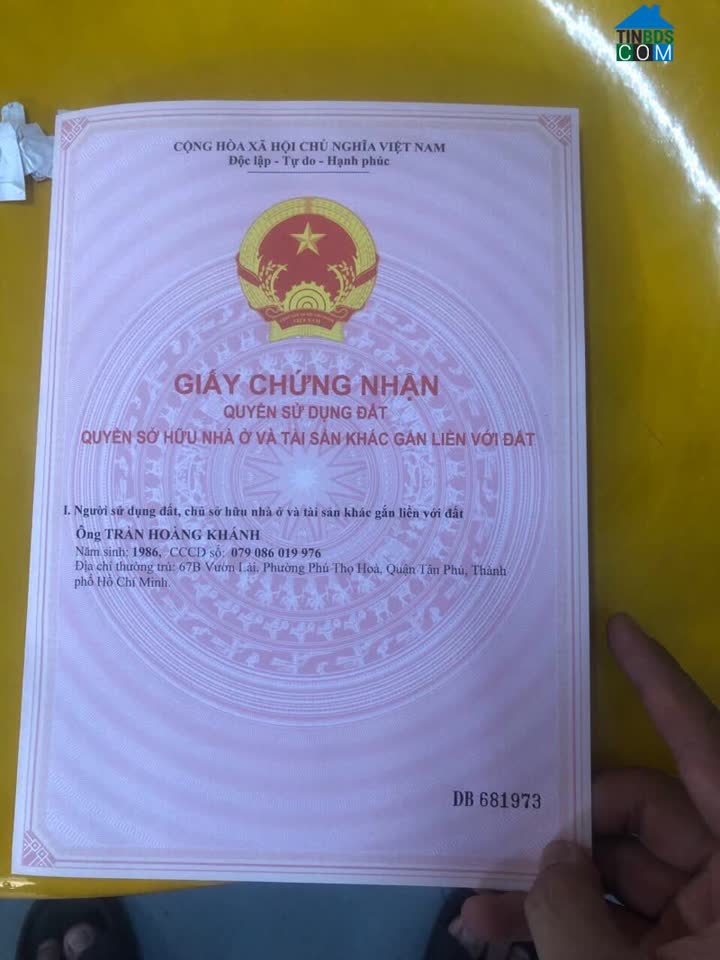 TINBDS
COM
CỘNG HÒA XÃ HỘI CHỦ NGHĨA VIỆT NAM
Độc lập - Tự do - Hạnh phúc
VIỆT NAM
GIẤY CHỨNG NHẬN
QUYỀN SỬ DỤNG ĐẤT
QUYỀN SỞ HỮU NHÀ Ở VÀ TÀI SẢN KHÁC GẮN LIỀN VỚI ĐẤT
I. Người sử dụng đất, chủ sở hữu nhà ở và tài sản khác gắn liền với đất
Ông TRẦN HOÀNG KHÁNH
Năm sinh: 1986, CCCD số: 079 086 019 976
Địa chỉ thường trú: 67B Vườn Lài, Phường Phú Thọ Hoà, Quận Tân Phú, Thành
phố Hồ Chí Minh.
DB 681973